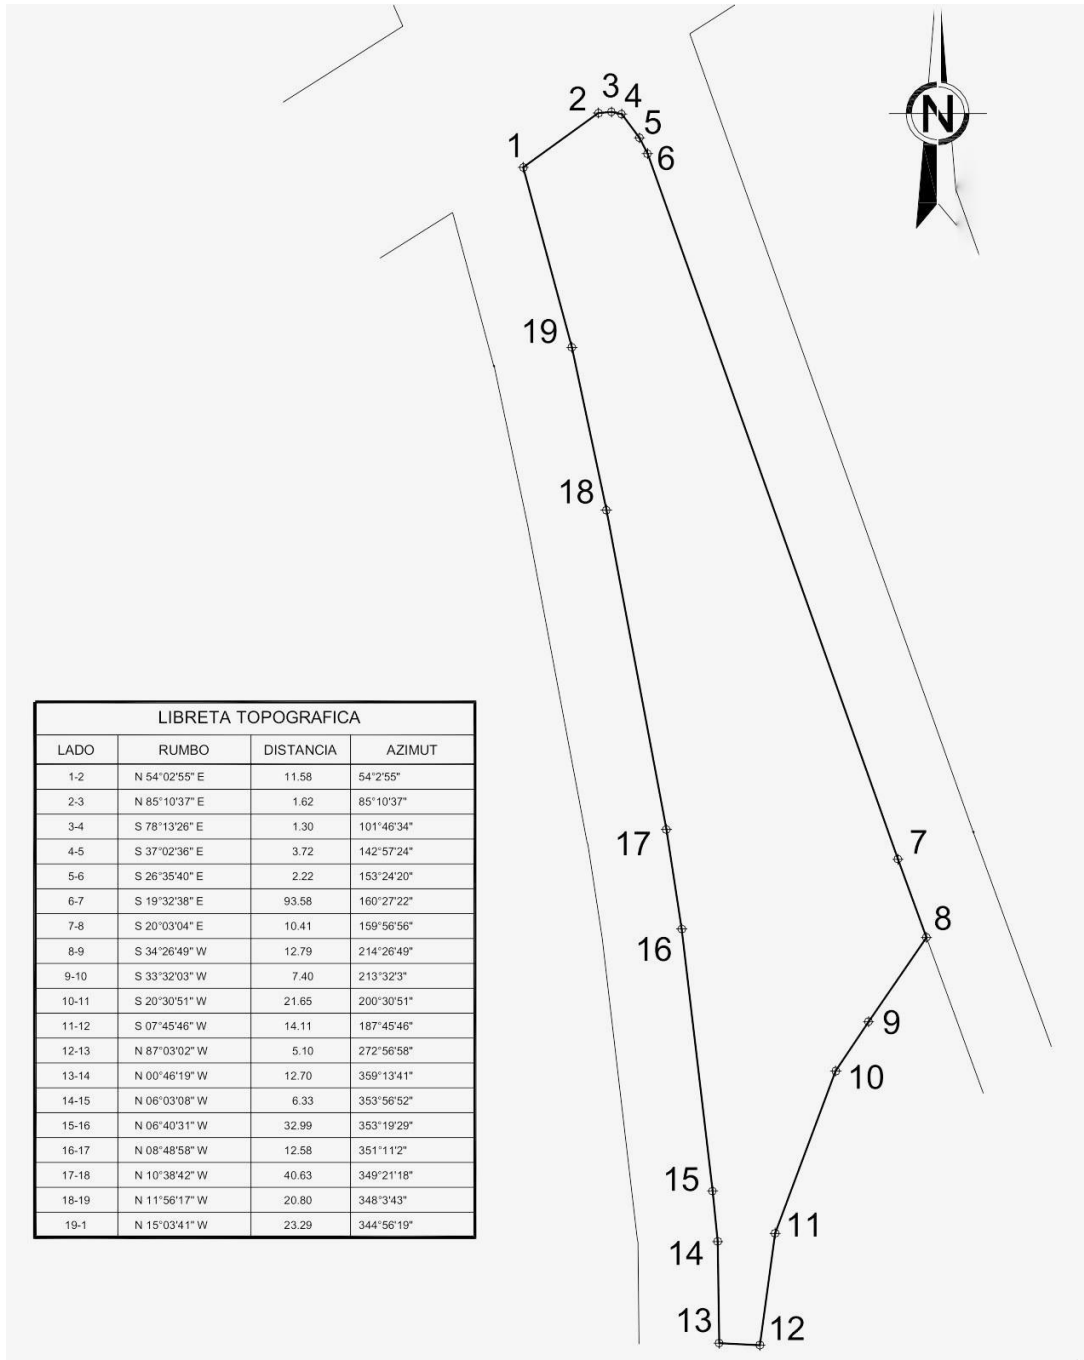 N
1
2
3
4
5
6
19
18
17
7
8
16
9
10
15
14
11
13
12
LIBRETA TOPOGRAFICA
LADO RUMBO DISTANCIA AZIMUT
1-2 N 54°02'55" E 11.58 54°2'55"
2-3 N 85°10'37" E 1.62 85°10'37"
3-4 S 78°13'26" E 1.30 101°46'34"
4-5 S 37°02'36" E 3.72 142°57'24"
5-6 S 26°35'40" E 2.22 153°24'20"
6-7 S 19°32'38" E 93.58 160°27'22"
7-8 S 20°03'04" E 10.41 159°56'56"
8-9 S 34°26'49" W 12.79 214°26'49"
9-10 S 33°32'03" W 7.40 213°32'3"
10-11 S 20°30'51" W 21.65 200°30'51"
11-12 S 07°45'46" W 14.11 187°45'46"
12-13 N 87°03'02" W 5.10 272°56'58"
13-14 N 00°46'19" W 12.70 359°13'41"
14-15 N 06°03'08" W 6.33 353°56'52"
15-16 N 06°40'31" W 32.99 353°19'29"
16-17 N 08°48'58" W 12.58 351°11'2"
17-18 N 10°38'42" W 40.63 349°21'18"
18-19 N 11°56'17" W 20.80 348°3'43"
19-1 N 15°03'41" W 23.29 344°56'19"